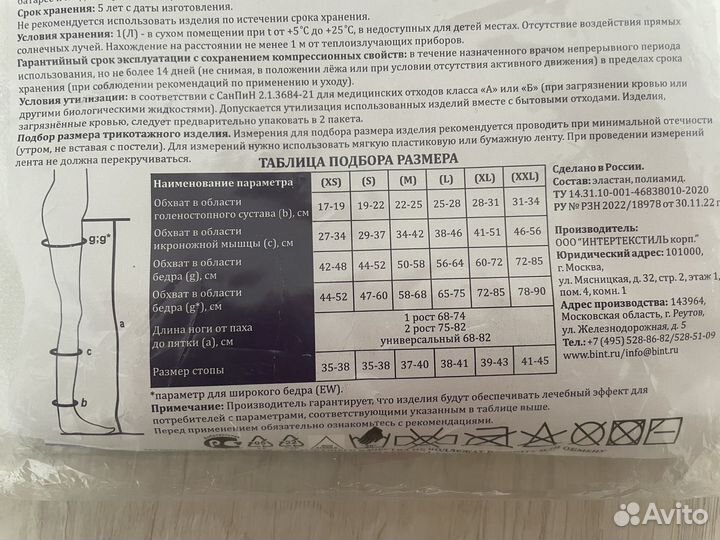 Срок хранения: 5 лет с даты изготовления.
Не рекомендуется использовать изделия по истечении срока хранения.
Условия хранения: 1(Л) - в сухом помещении при t от +5°С до +25°С, в недоступных для детей местах. Отсутствие воздействия прямых
солнечных лучей. Нахождение на расстоянии не менее 1 м от теплоизлучающих приборов.
Гарантийный срок эксплуатации с сохранением компрессионных свойств: в течение назначенного врачом непрерывного периода
использования, но не более 14 дней (не снимая, в положении лёжа или при условии отсутствия активного движения) в пределах срока
хранения (при соблюдении рекомендаций по применению и уходу).
Условия утилизации: в соответствии с СанПиН 2.1.3684-21 для медицинских отходов класса «А» или «Б» (при загрязнении кровью или
другими биологическими жидкостями). Допускается утилизация использованных изделий вместе с бытовыми отходами. Изделия,
загрязнённые кровью, следует предварительно упаковать в 2 пакета.
Подбор размера трикотажного изделия. Измерения для подбора размера изделия рекомендуется проводить при минимальной отечности
(утром, не вставая с постели). Для измерений нужно использовать мягкую пластиковую или бумажную ленту. При проведении измерений
лента не должна перекручиваться.
ТАБЛИЦА ПОДБОРА РАЗМЕРА
Наименование параметра (XS) (S) (M) (L) (XL) (XXL)
Обхват в области
голеностопного сустава (b), см 17-19 19-22 22-25 25-28 28-31 31-34
Обхват в области
икроножной мышцы (c), см 27-34 29-37 34-42 38-46 41-51 46-56
Обхват в области
бедра (g), см 42-48 44-52 50-58 56-64 60-72 72-85
Обхват в области
бедра (g*), см 44-52 47-60 58-68 65-75 72-85 78-90
Длина ноги от паха
до пятки (a), см
1 рост 68-74
2 рост 75-82
универсальный 68-82
Размер стопы 35-38 35-38 37-40 38-41 39-43 41-45
*параметр для широкого бедра (EW).
Примечание: Производитель гарантирует, что изделия будут обеспечивать лечебный эффект для
потребителей с параметрами, соответствующими указанным в таблице выше.
Перед применением обязательно ознакомьтесь с рекомендациями.
g;g*
a
c
b
Сделано в России.
Состав: эластан, полиамид.
ТУ 14.31.10-001-46838010-2020
РУ № РЗН 2022/18978 от 30.11.22 г
Производитель:
ООО "ИНТЕРТЕКСТИЛЬ корп."
Юридический адрес: 101000,
г. Москва,
ул. Мясницкая, д. 32, стр. 2, этаж 1,
пом. 4, комн. 1
Адрес производства: 143964,
Московская область, г. Реутов,
ул. Железнодорожная, д. 5
Тел.: +7 (495) 528-86-82/528-51-09
www.bint.ru/info@bint.ru
Avito